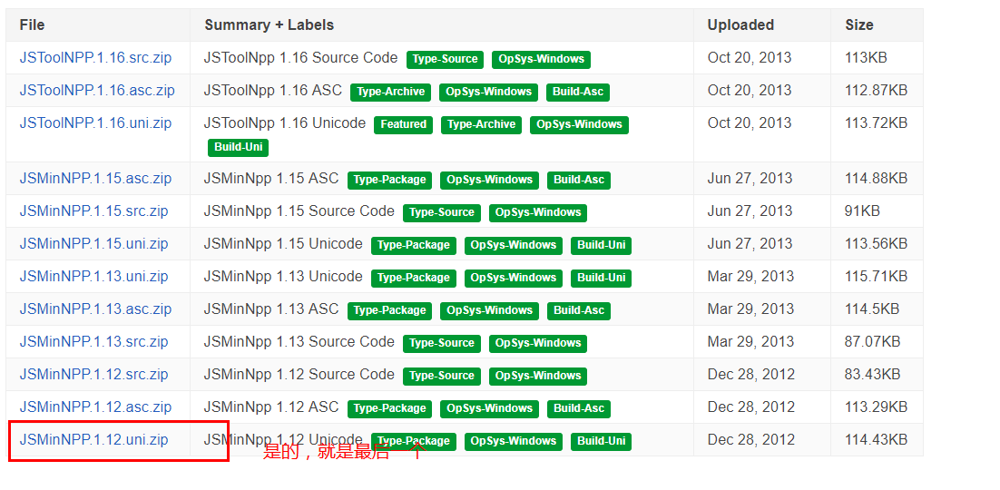 File Summary + Labels Uploaded Size
JSToolNPP.1.16.src.zip JSToolNpp 1.16 Source Code Type-Source OpSys-Windows Oct 20, 2013 113KB
JSToolNPP.1.16.asc.zip JSToolNpp 1.16 ASC Type-Archive OpSys-Windows Build-Asc Oct 20, 2013 112.87KB
JSToolNPP.1.16.uni.zip JSToolNpp 1.16 Unicode Featured Type-Archive OpSys-Windows Oct 20, 2013 113.72KB
Build-Uni
JSMinNPP.1.15.asc.zip JSMinNpp 1.15 ASC Type-Package OpSys-Windows Build-Asc Jun 27, 2013 114.88KB
JSMinNPP.1.15.src.zip JSMinNpp 1.15 Source Code Type-Source OpSys-Windows Jun 27, 2013 91KB
JSMinNPP.1.15.uni.zip JSMinNpp 1.15 Unicode Type-Package OpSys-Windows Build-Uni Jun 27, 2013 113.56KB
JSMinNPP.1.13.uni.zip JSMinNpp 1.13 Unicode Type-Package OpSys-Windows Build-Uni Mar 29, 2013 115.71KB
JSMinNPP.1.13.asc.zip JSMinNpp 1.13 ASC Type-Package OpSys-Windows Build-Asc Mar 29, 2013 114.5KB
JSMinNPP.1.13.src.zip JSMinNpp 1.13 Source Code Type-Source OpSys-Windows Mar 29, 2013 87.07KB
JSMinNPP.1.12.src.zip JSMinNpp 1.12 Source Code Type-Source OpSys-Windows Dec 28, 2012 83.43KB
JSMinNPP.1.12.asc.zip JSMinNpp 1.12 ASC Type-Package OpSys-Windows Build-Asc Dec 28, 2012 113.29KB
JSMinNPP.1.12.uni.zip JSMinNpp 1.12 Unicode Type-Package OpSys-Windows Build-Uni Dec 28, 2012 114.43KB
是的，就是最后一个